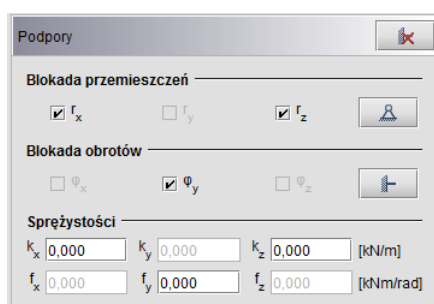 Podpory
Blokada przemieszczeń
rx ry rz
Blokada obrotów
φx φy φz
Sprężystości
kx 0,000 ky 0,000 kz 0,000 [kN/m]
fx 0,000 fy 0,000 fz 0,000 [kNm/rad]